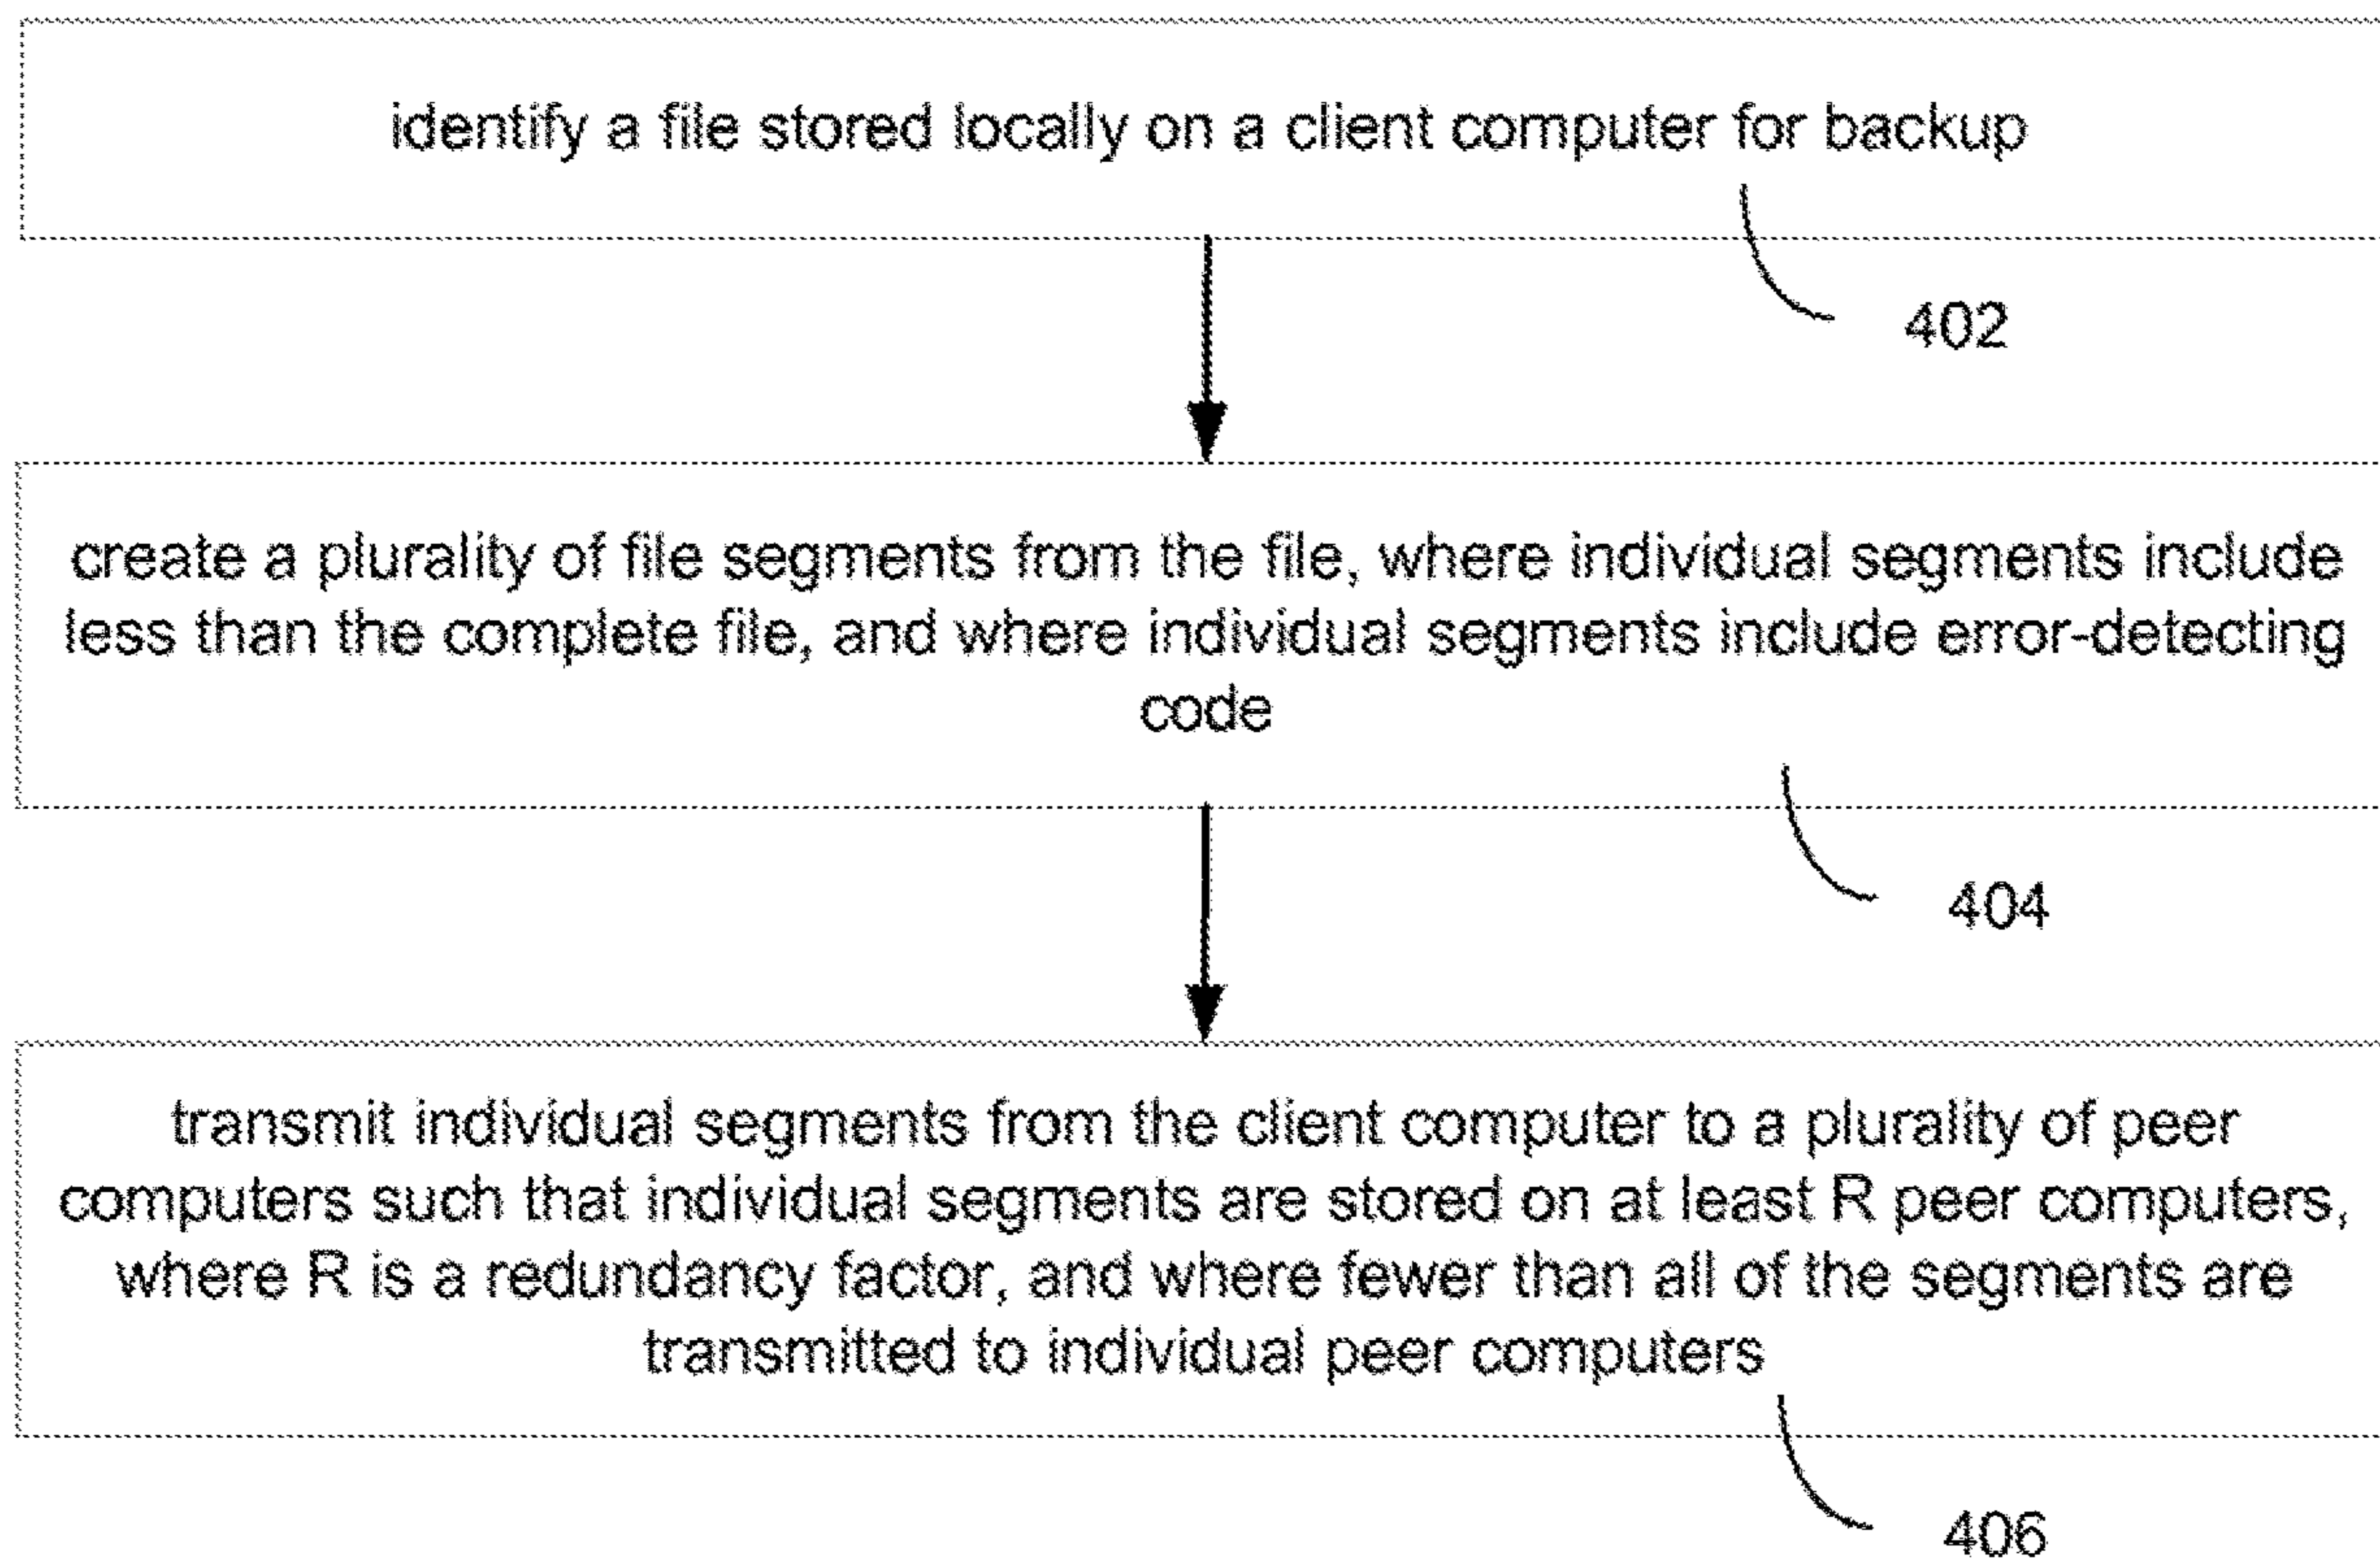 identify a file stored locally on a client computer for backup
402
create a plurality of file segments from the file, where individual segments include
less than the complete file, and where individual segments include error-detecting
code
404
transmit individual segments from the client computer to a plurality of peer
computers such that individual segments are stored on at least R peer computers,
where R is a redundancy factor, and where fewer than all of the segments are
transmitted to individual peer computers
406